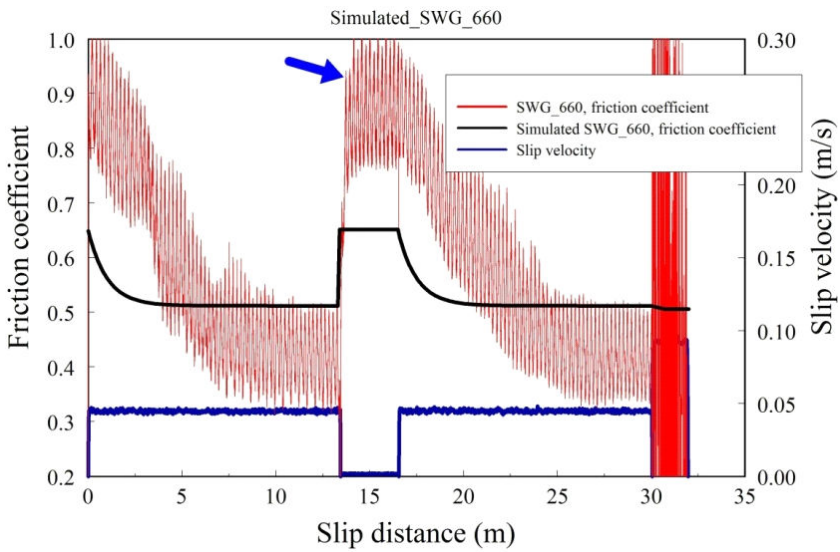 Simulated_SWG_660
1.0
0.9
0.8
0.7
0.6
0.5
0.4
0.3
0.2
Friction coefficient
0.30
0.20
0.15
0.10
0.05
0.00
Slip velocity (m/s)
SWG_660, friction coefficient
Simulated SWG_660, friction coefficient
Slip velocity
0 5 10 15 20 25 30 35
Slip distance (m)